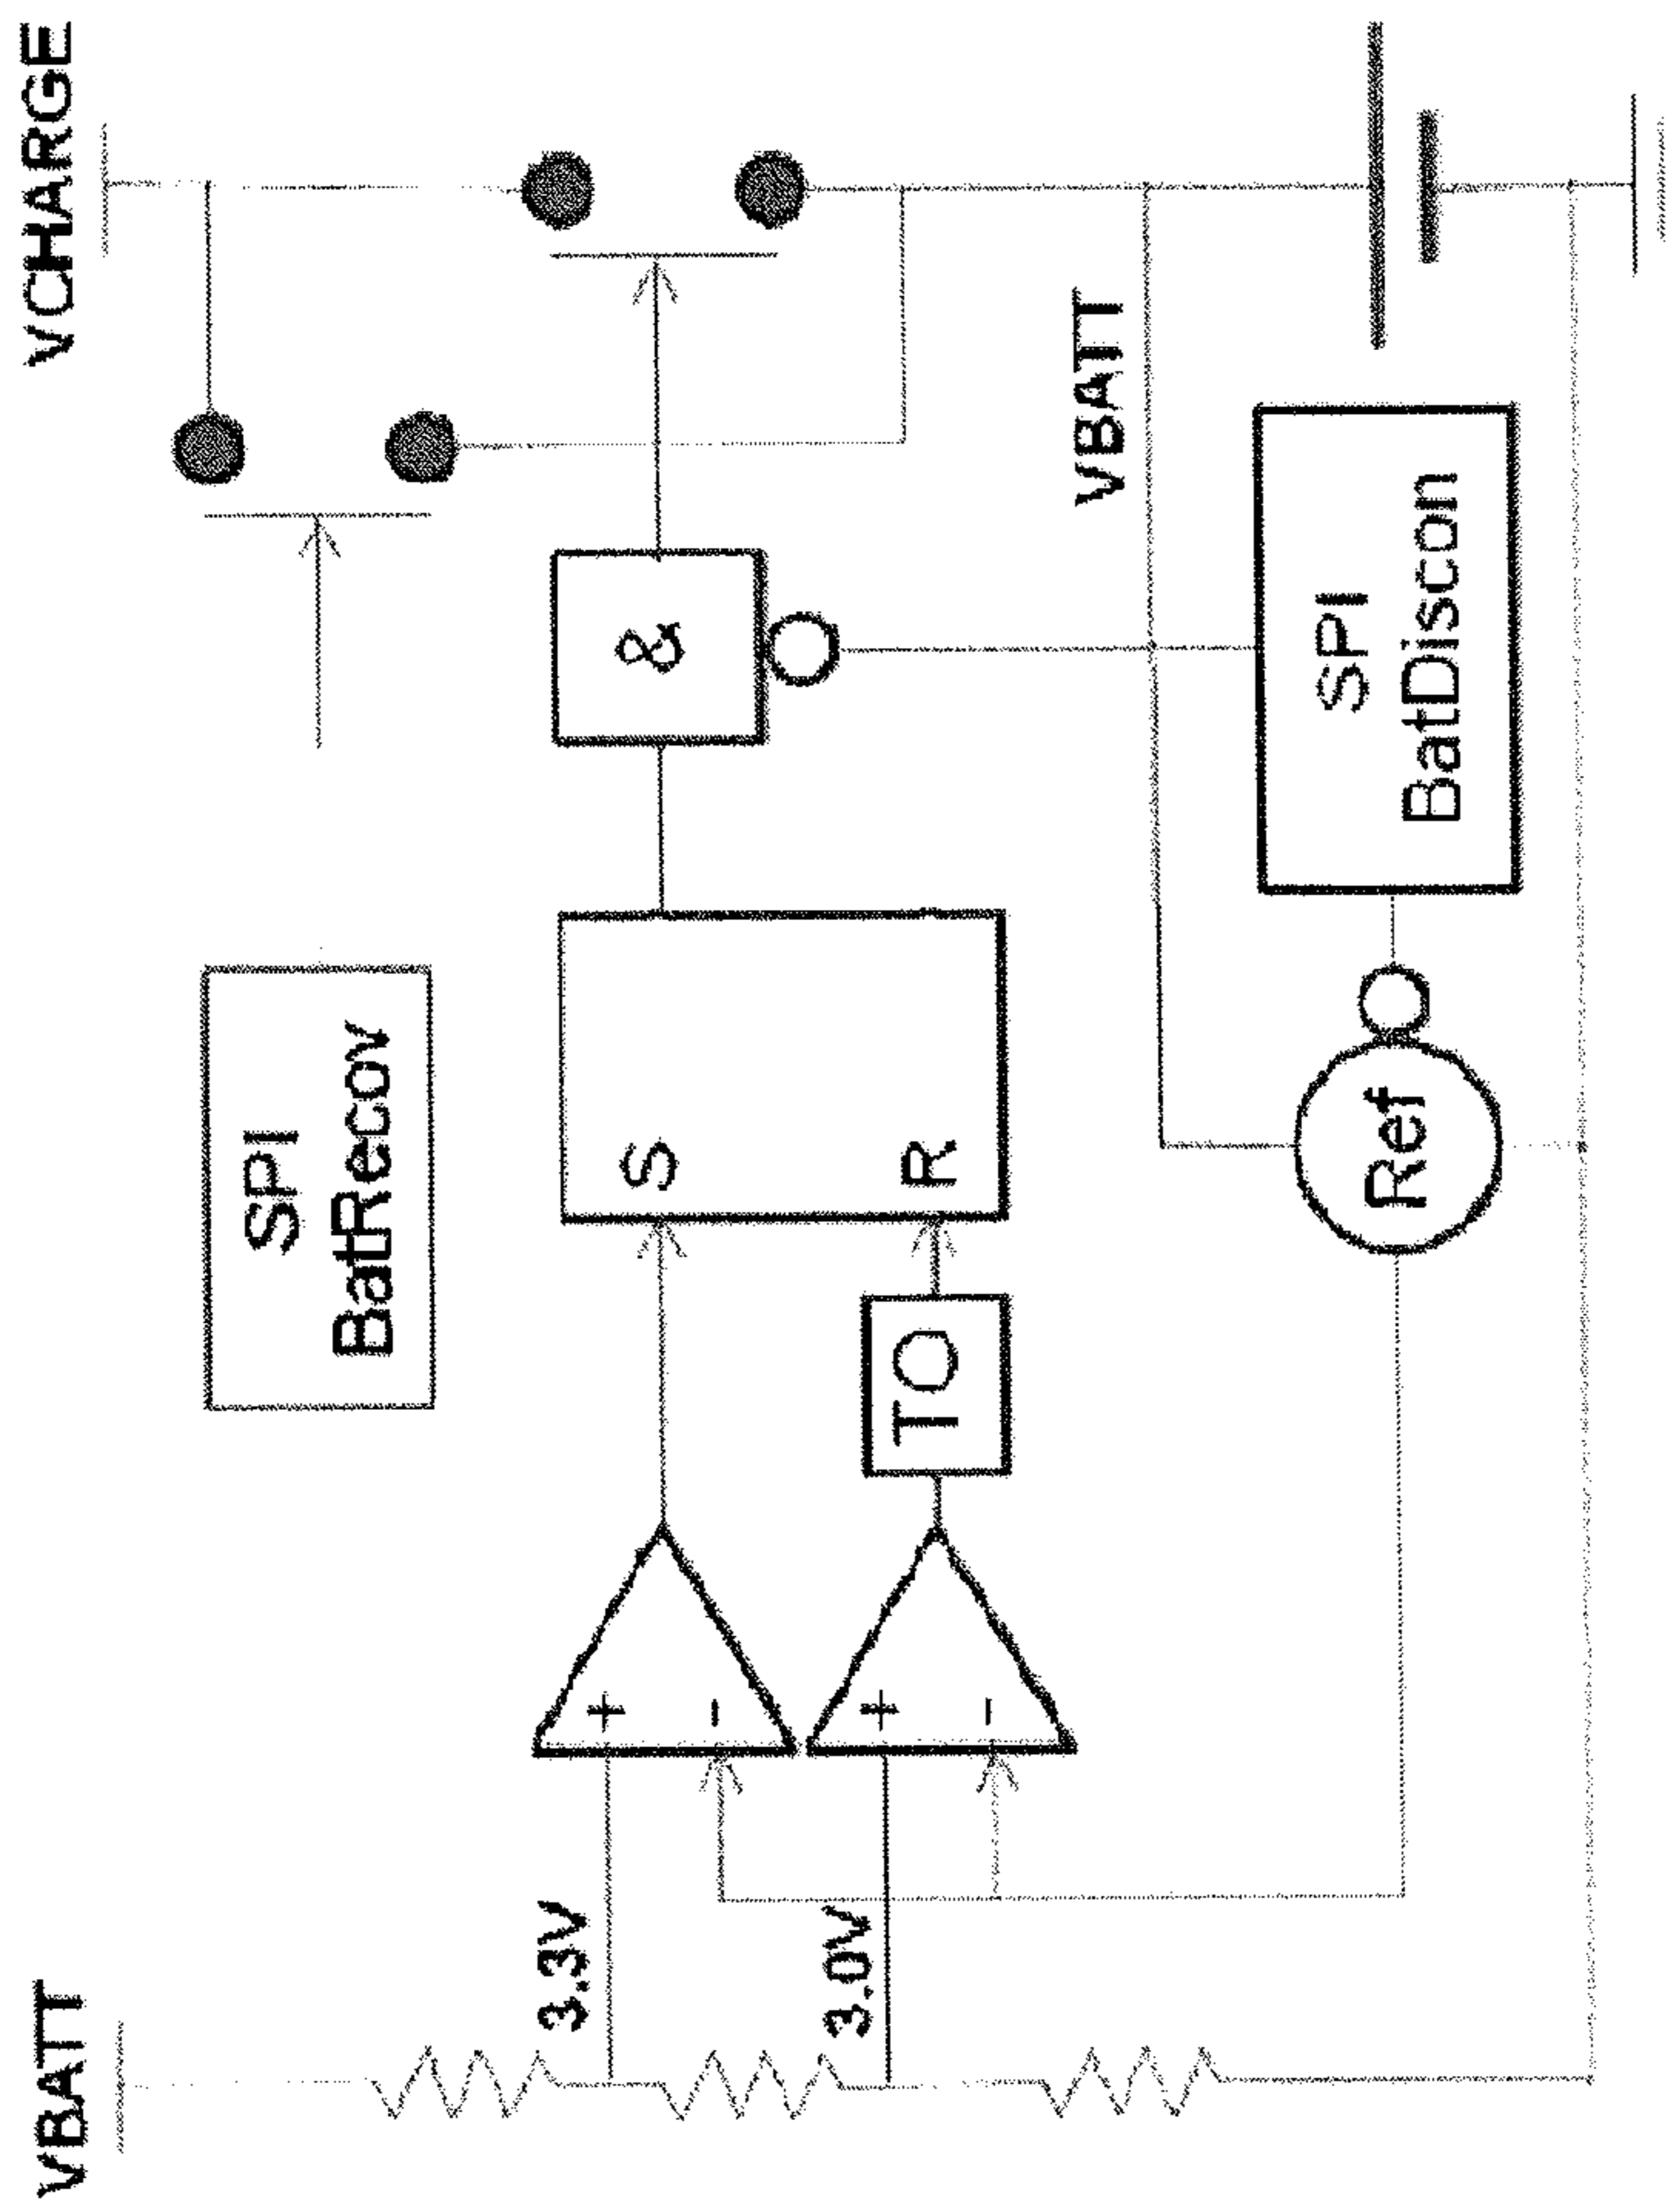 VBATT
VCHARGE
SPI
BatRecov
3.3V
+
-
S
&
3.0V
+
-
TO
R
VBATT
Ref
SPI
BatDiscon